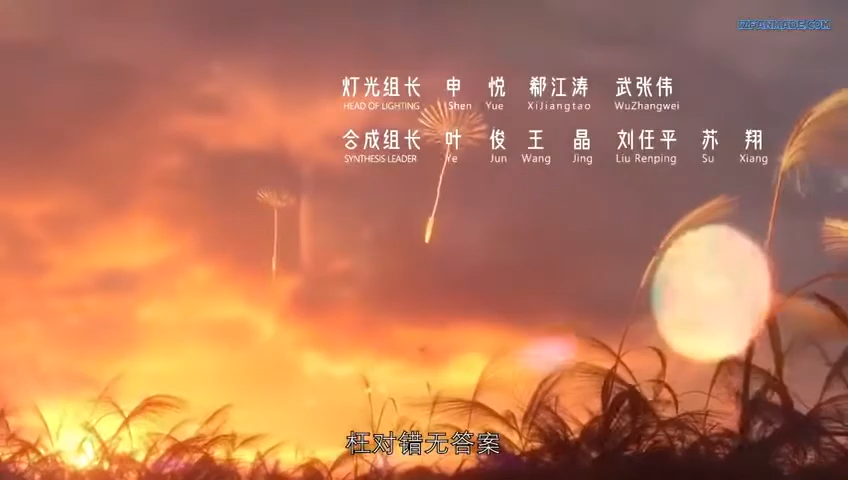 IZFANMADE.COM
灯光组长 申 悦 郗江涛 武张伟
HEAD OF LIGHTING Shen Yue XiJiangtao WuZhangwei
合成组长 叶 俊 王 晶 刘任平 苏 翔
SYNTHESIS LEADER Ye Jun Wang Jing Liu Renping Su Xiang
枉对错无答案